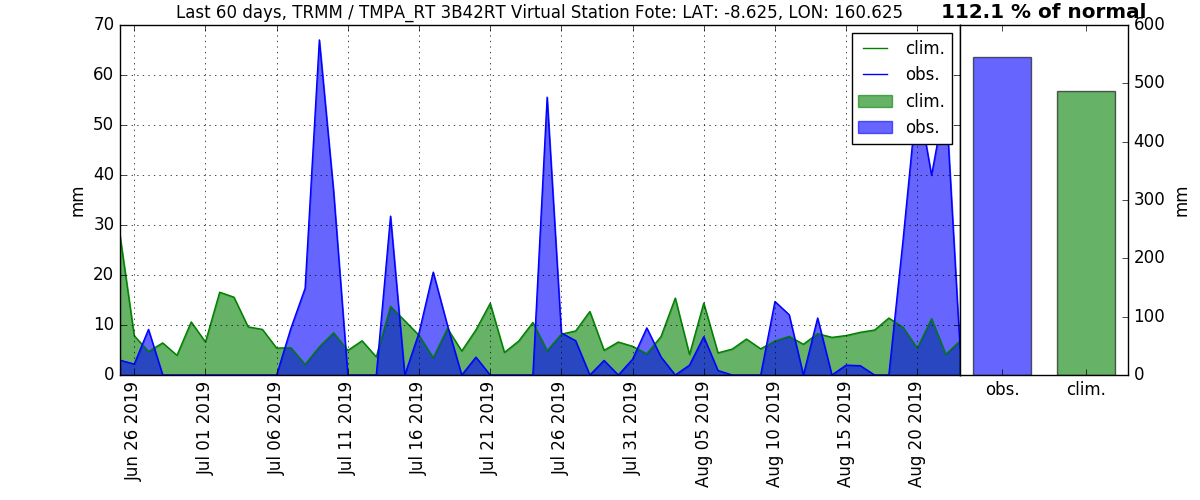 Last 60 days, TRMM / TMPA_RT 3B42RT Virtual Station Fote: LAT: -8.625, LON: 160.625
112.1 % of normal
70
60
50
40
30
20
10
0
mm
clim.
obs.
clim.
obs.
600
500
400
300
200
100
0
mm
Jun 26 2019
Jul 01 2019
Jul 06 2019
Jul 11 2019
Jul 16 2019
Jul 21 2019
Jul 26 2019
Jul 31 2019
Aug 05 2019
Aug 10 2019
Aug 15 2019
Aug 20 2019
obs.
clim.